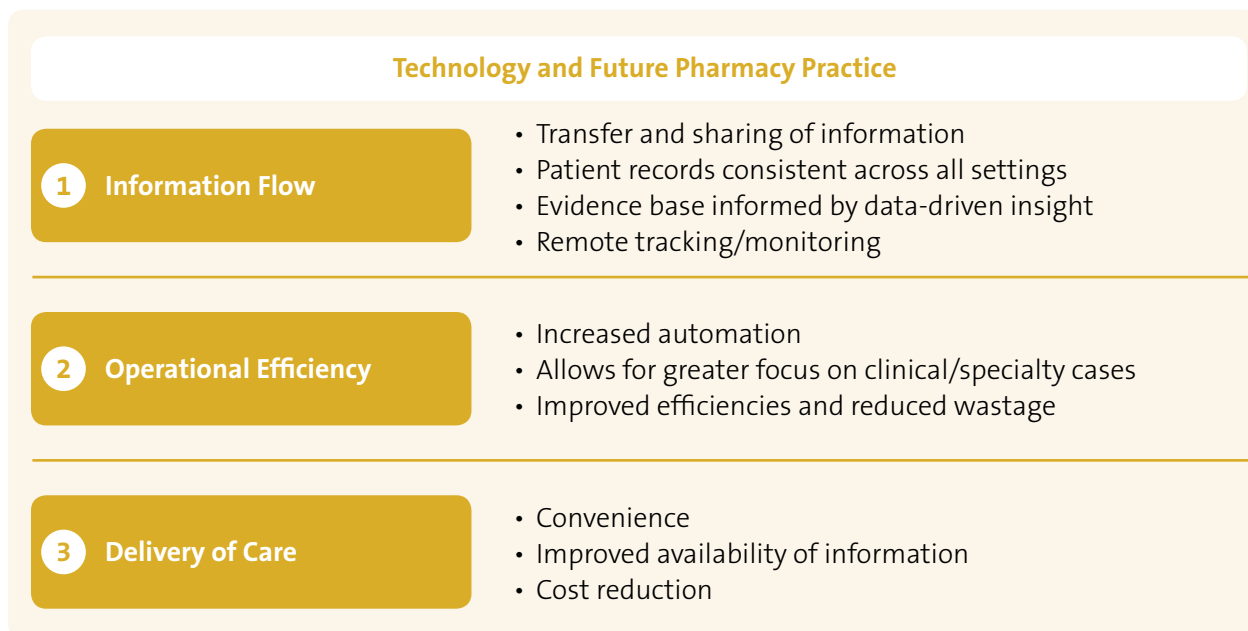 Technology and Future Pharmacy Practice
1 Information Flow
• Transfer and sharing of information
• Patient records consistent across all settings
• Evidence base informed by data-driven insight
• Remote tracking/monitoring
2 Operational Efficiency
• Increased automation
• Allows for greater focus on clinical/specialty cases
• Improved efficiencies and reduced wastage
3 Delivery of Care
• Convenience
• Improved availability of information
• Cost reduction